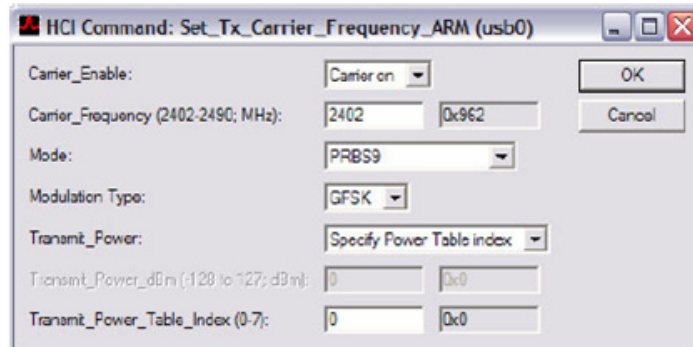 HCI Command: Set_Tx_Carrier_Frequency_ARM (usb0)
Carrier_Enable: Carrier on OK
Carrier_Frequency (2402-2490; MHz): 2402 0x962 Cancel
Mode: PRBS9
Modulation Type: GFSK
Transmit_Power: Specify Power Table index
Transmit_Power_dBm (-128 to 127; dBm): 0 0x0
Transmit_Power_Table_Index (0-7): 0 0x0